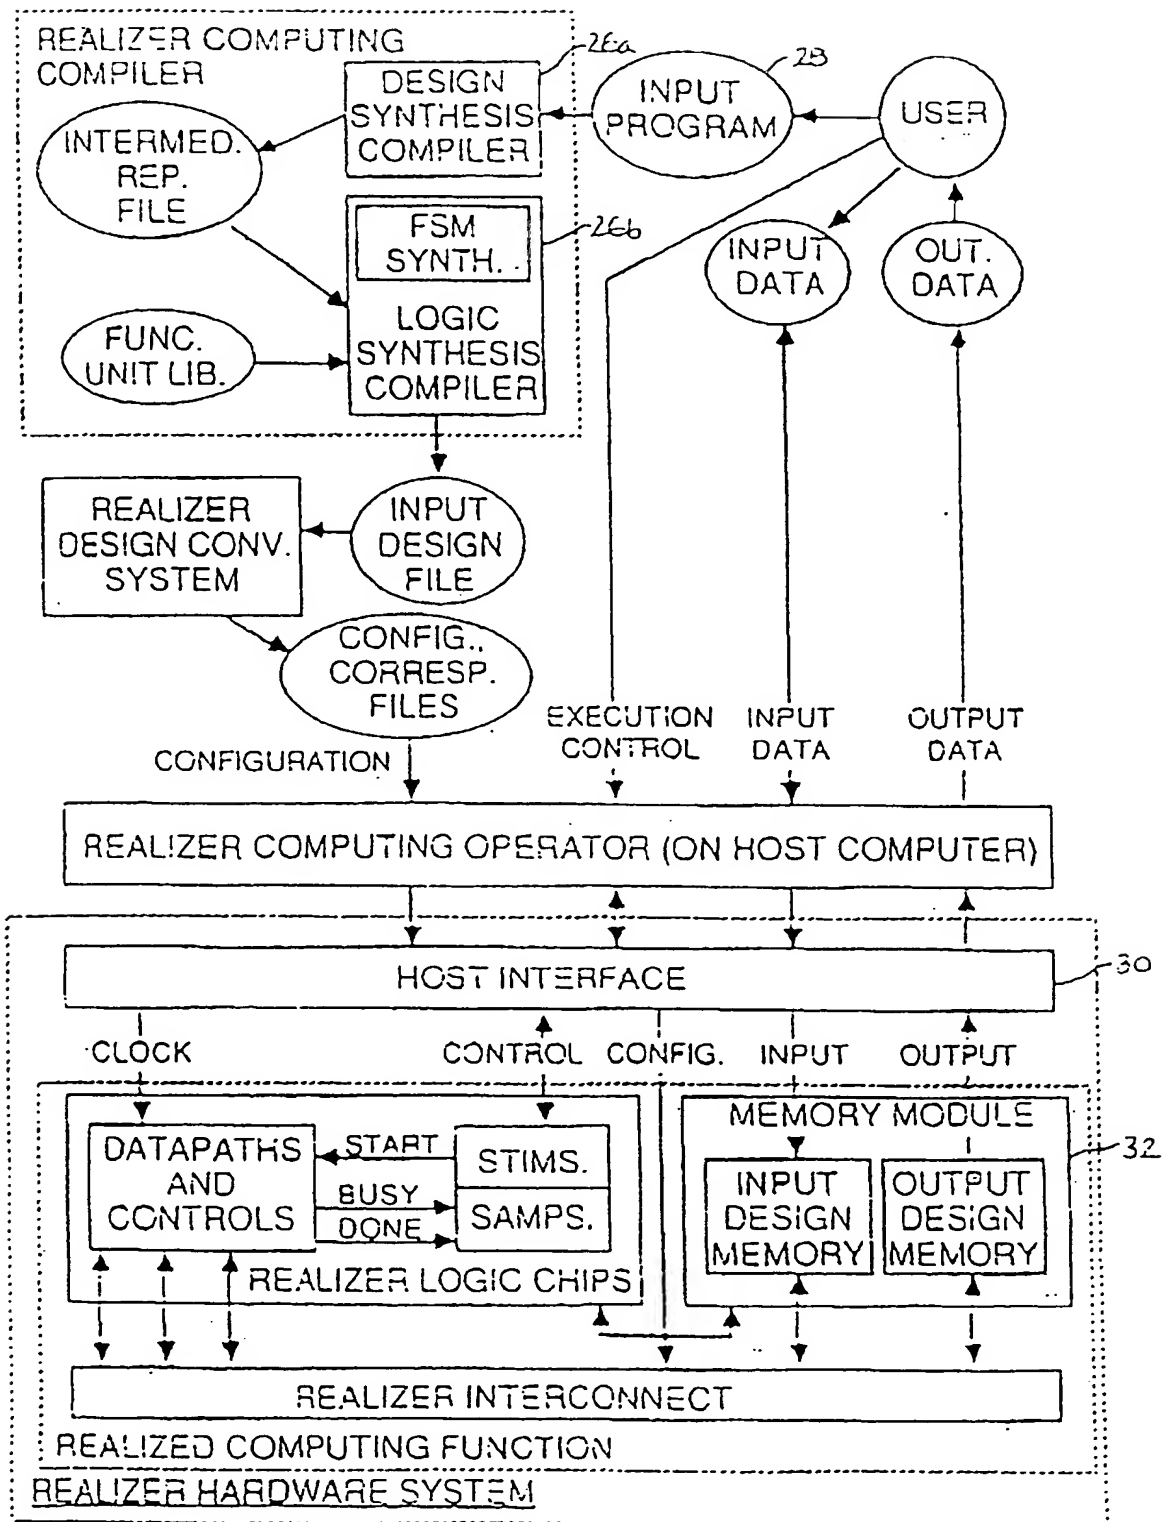 REALIZER COMPUTING
COMPILER
26a
28
DESIGN
SYNTHESIS
COMPILER
INPUT
PROGRAM
USER
INTERMED.
REP.
FILE
FSM
SYNTH.
26b
INPUT
DATA
OUT.
DATA
LOGIC
SYNTHESIS
COMPILER
FUNC.
UNIT LIB.
REALIZER
DESIGN CONV.
SYSTEM
INPUT
DESIGN
FILE
CONFIG.,
CORRESP.
FILES
CONFIGURATION
EXECUTION
CONTROL
INPUT
DATA
OUTPUT
DATA
REALIZER COMPUTING OPERATOR (ON HOST COMPUTER)
HOST INTERFACE
30
CLOCK
CONTROL
CONFIG.
INPUT
OUTPUT
MEMORY MODULE
32
DATAPATHS
AND
CONTROLS
START
BUSY
DONE
STIMS.
SAMPS.
INPUT
DESIGN
MEMORY
OUTPUT
DESIGN
MEMORY
REALIZER LOGIC CHIPS
REALIZER INTERCONNECT
REALIZED COMPUTING FUNCTION
REALIZER HARDWARE SYSTEM